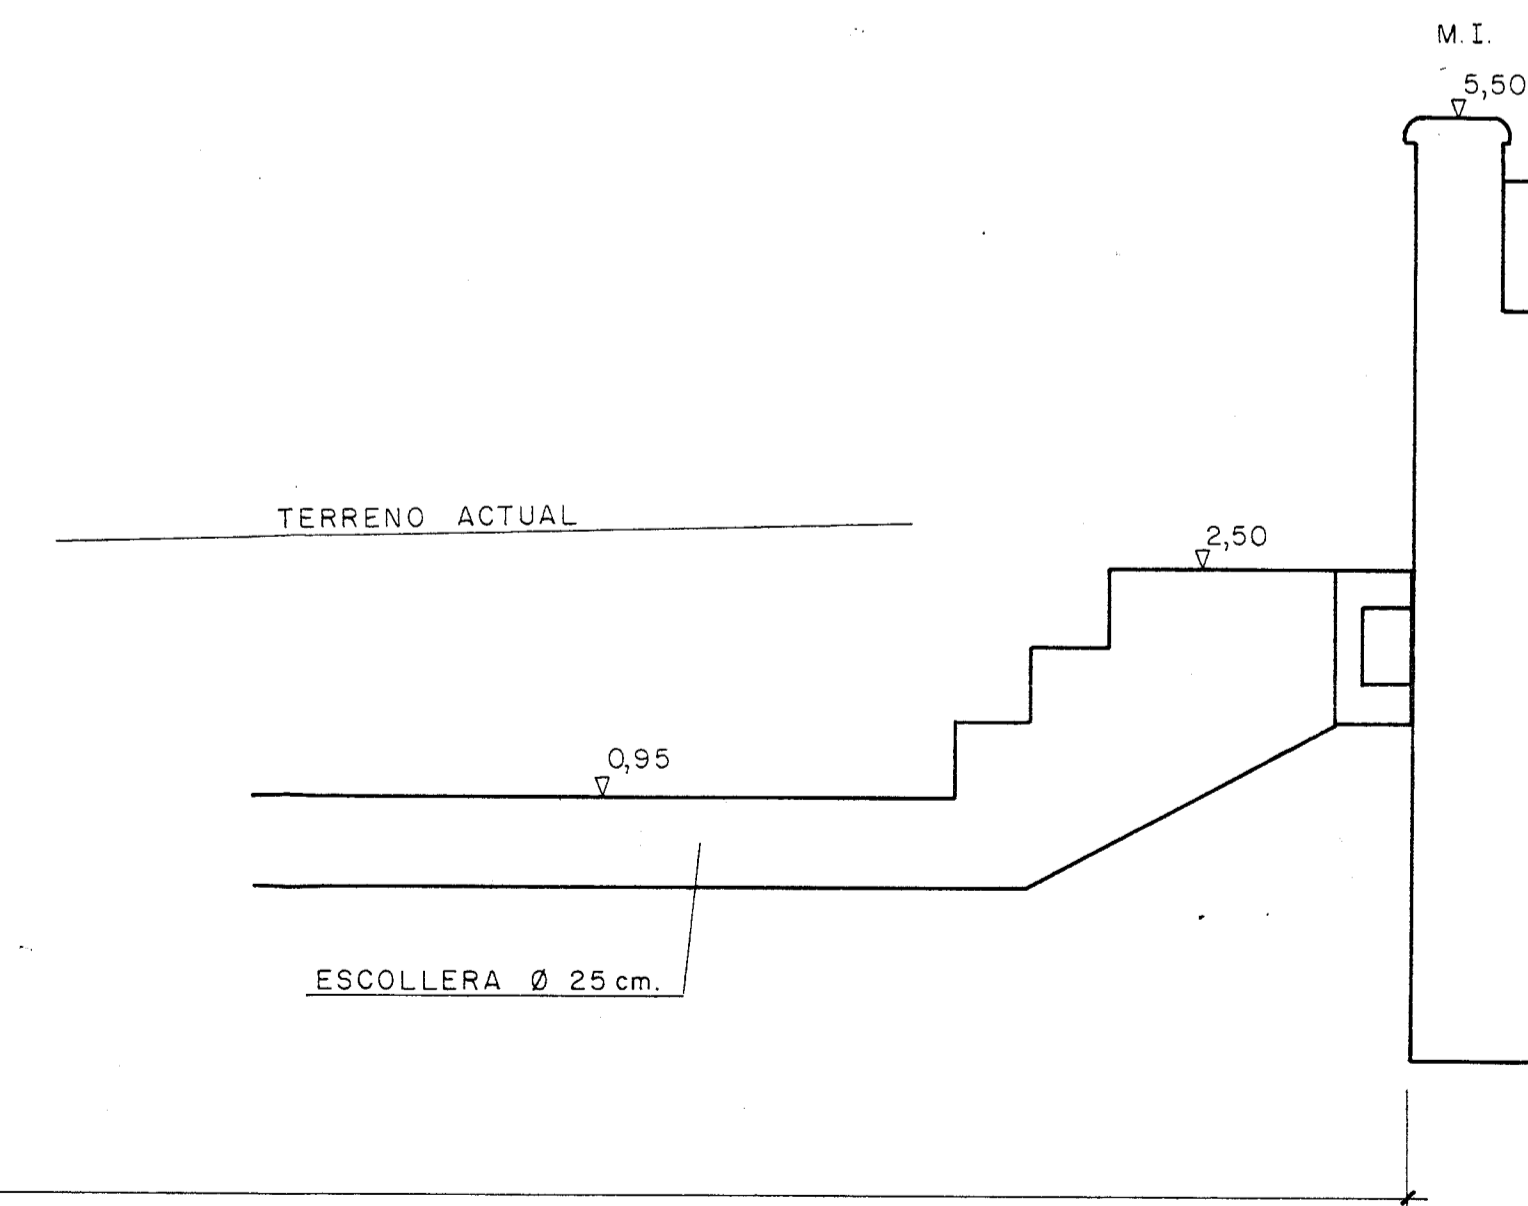 M. I.
5,50
TERRENO ACTUAL
2,50
0,95
ESCOLLERA Ø 25 cm.